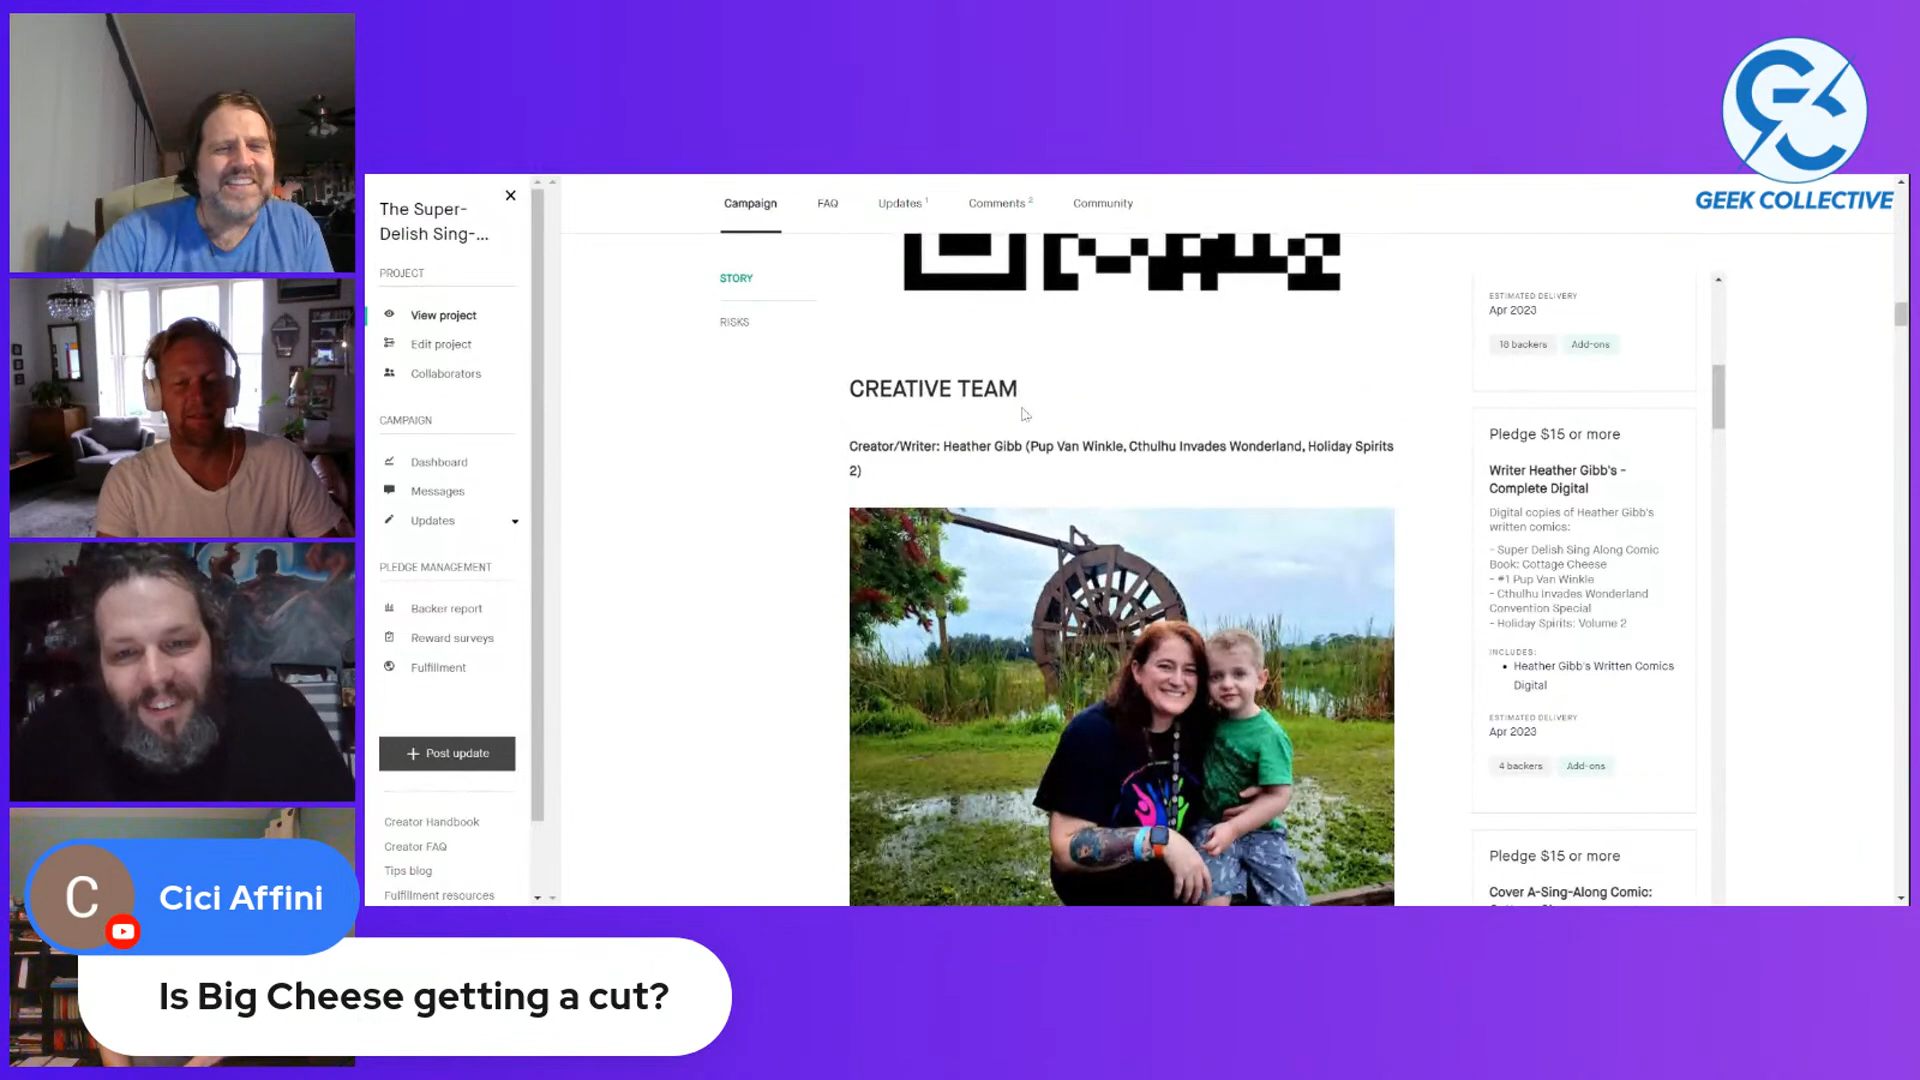 GEEK COLLECTIVE
The Super-
Delish Sing-...
PROJECT
View project
Edit project
Collaborators
CAMPAIGN
Dashboard
Messages
Updates
PLEDGE MANAGEMENT
Backer report
Reward surveys
Fulfillment
+ Post update
Creator Handbook
Creator FAQ
Tips blog
Fulfillment resources
Campaign
FAQ
Updates 1
Comments 2
Community
STORY
RISKS
CREATIVE TEAM
Creator/Writer: Heather Gibb (Pup Van Winkle, Cthulhu Invades Wonderland, Holiday Spirits
2)
ESTIMATED DELIVERY
Apr 2023
18 backers
Add-ons
Pledge $15 or more
Writer Heather Gibb's -
Complete Digital
Digital copies of Heather Gibb's
written comics:
- Super Delish Sing Along Comic
Book: Cottage Cheese
- #1 Pup Van Winkle
- Cthulhu Invades Wonderland
Convention Special
- Holiday Spirits: Volume 2
INCLUDES:
• Heather Gibb's Written Comics
Digital
ESTIMATED DELIVERY
Apr 2023
4 backers
Add-ons
Pledge $15 or more
Cover A-Sing-Along Comic:
C
Cici Affini
Is Big Cheese getting a cut?